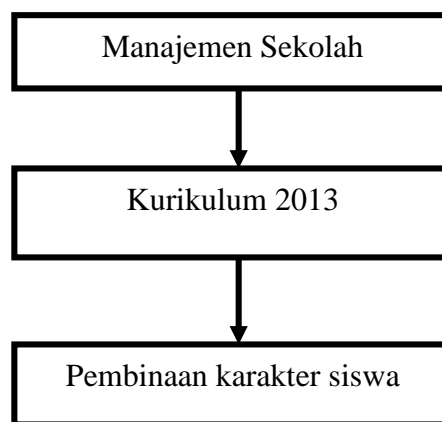 Manajemen Sekolah
Kurikulum 2013
Pembinaan karakter siswa